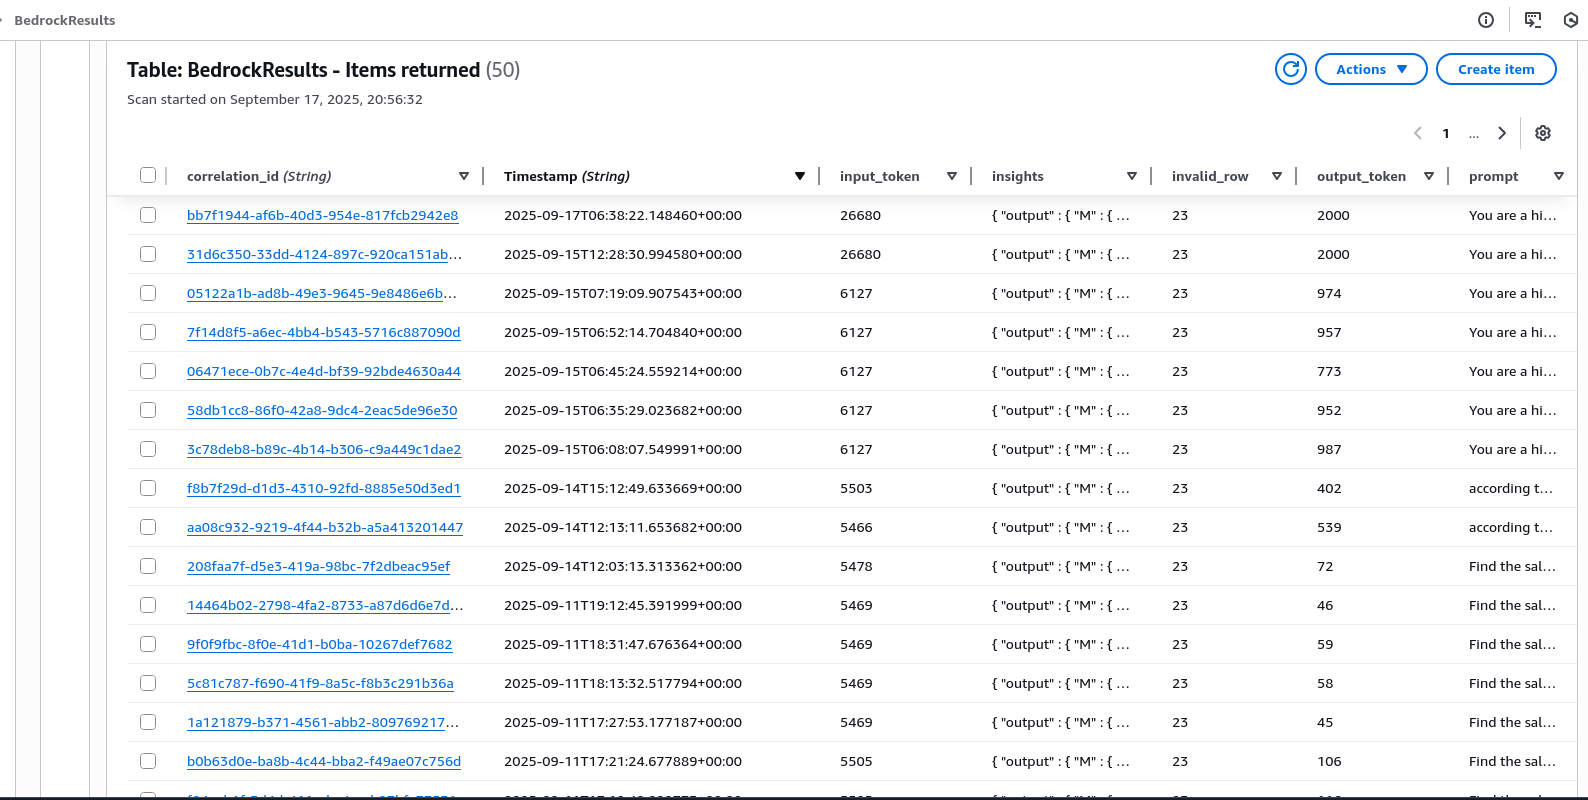 BedrockResults
Table: BedrockResults - Items returned (50)
Actions
Create item
Scan started on September 17, 2025, 20:56:32
1 ...
correlation_id (String) Timestamp (String) input_token insights invalid_row output_token prompt
bb7f1944-af6b-40d3-954e-817fcb2942e8 2025-09-17T06:38:22.148460+00:00 26680 { "output" : { "M" : { ... 23 2000 You are a hi...
31d6c350-33dd-4124-897c-920ca151ab... 2025-09-15T12:28:30.994580+00:00 26680 { "output" : { "M" : { ... 23 2000 You are a hi...
05122a1b-ad8b-49e3-9645-9e8486e6b... 2025-09-15T07:19:09.907543+00:00 6127 { "output" : { "M" : { ... 23 974 You are a hi...
7f14d8f5-a6ec-4bb4-b543-5716c887090d 2025-09-15T06:52:14.704840+00:00 6127 { "output" : { "M" : { ... 23 957 You are a hi...
06471ece-0b7c-4e4d-bf39-92bde4630a44 2025-09-15T06:45:24.559214+00:00 6127 { "output" : { "M" : { ... 23 773 You are a hi...
58db1cc8-86f0-42a8-9dc4-2eac5de96e30 2025-09-15T06:35:29.023682+00:00 6127 { "output" : { "M" : { ... 23 952 You are a hi...
3c78deb8-b89c-4b14-b306-c9a449c1dae2 2025-09-15T06:08:07.549991+00:00 6127 { "output" : { "M" : { ... 23 987 You are a hi...
f8b7f29d-d1d3-4310-92fd-8885e50d3ed1 2025-09-14T15:12:49.633669+00:00 5503 { "output" : { "M" : { ... 23 402 according t...
aa08c932-9219-4f44-b32b-a5a413201447 2025-09-14T12:13:11.653682+00:00 5466 { "output" : { "M" : { ... 23 539 according t...
208faa7f-d5e3-419a-98bc-7f2dbeac95ef 2025-09-14T12:03:13.313362+00:00 5478 { "output" : { "M" : { ... 23 72 Find the sal...
14464b02-2798-4fa2-8733-a87d6d6e7d... 2025-09-11T19:12:45.391999+00:00 5469 { "output" : { "M" : { ... 23 46 Find the sal...
9f0f9fbc-8f0e-41d1-b0ba-10267def7682 2025-09-11T18:31:47.676364+00:00 5469 { "output" : { "M" : { ... 23 59 Find the sal...
5c81c787-f690-41f9-8a5c-f8b3c291b36a 2025-09-11T18:13:32.517794+00:00 5469 { "output" : { "M" : { ... 23 58 Find the sal...
1a121879-b371-4561-abb2-809769217... 2025-09-11T17:27:53.177187+00:00 5469 { "output" : { "M" : { ... 23 45 Find the sal...
b0b63d0e-ba8b-4c44-bba2-f49ae07c756d 2025-09-11T17:21:24.677889+00:00 5505 { "output" : { "M" : { ... 23 106 Find the sal...